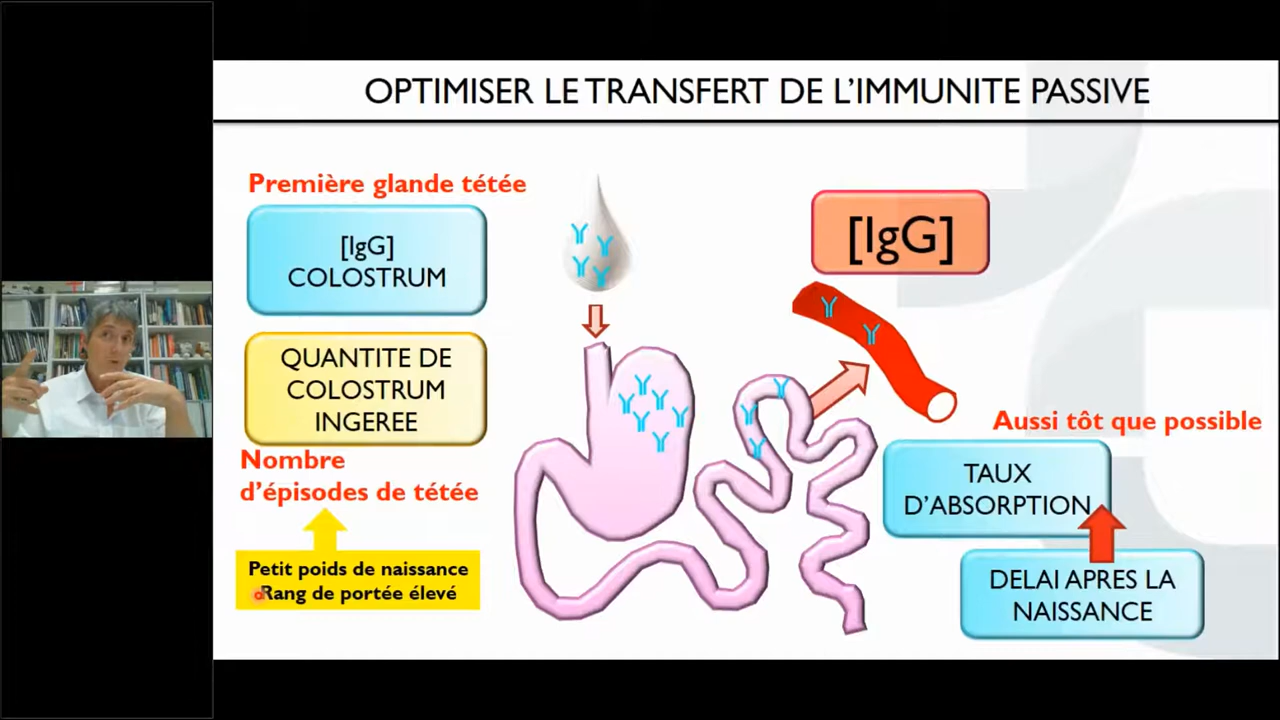 OPTIMISER LE TRANSFERT DE L'IMMUNITE PASSIVE
Première glande tétée
[IgG]
COLOSTRUM
QUANTITE DE
COLOSTRUM
INGEREE
Nombre
d'épisodes de tétée
Petit poids de naissance
Rang de portée élevé
[IgG]
Aussi tôt que possible
TAUX
D'ABSORPTION
DELAI APRES LA
NAISSANCE